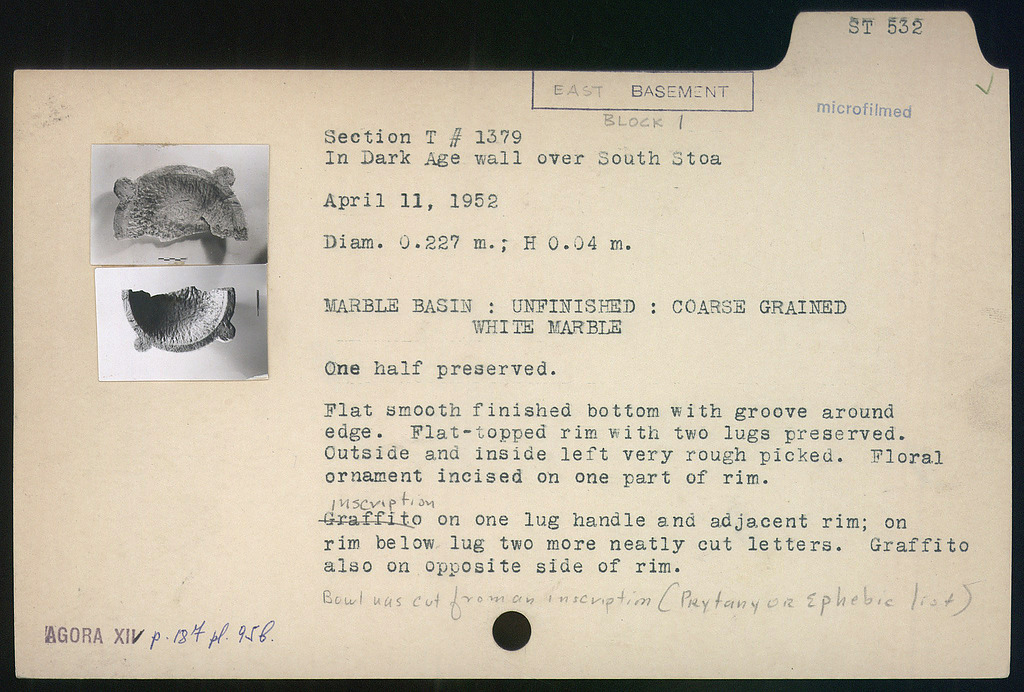 ST 532
EAST BASEMENT
BLOCK 1
microfilmed
Section T # 1379
In Dark Age wall over South Stoa
April 11, 1952
Diam. 0.227 m.; H 0.04 m.
MARBLE BASIN : UNFINISHED : COARSE GRAINED
WHITE MARBLE
One half preserved.
Flat smooth finished bottom with groove around
edge. Flat-topped rim with two lugs preserved.
Outside and inside left very rough picked. Floral
ornament incised on one part of rim.
inscription
Graffito on one lug handle and adjacent rim; on
rim below lug two more neatly cut letters. Graffito
also on opposite side of rim.
Bowl was cut from an inscription (Prytany or Ephebic list)
AGORA XIV p. 187 pl. 95b.